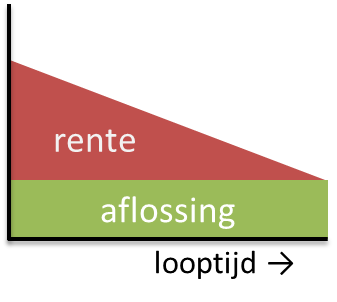 rente
aflossing
looptijd →